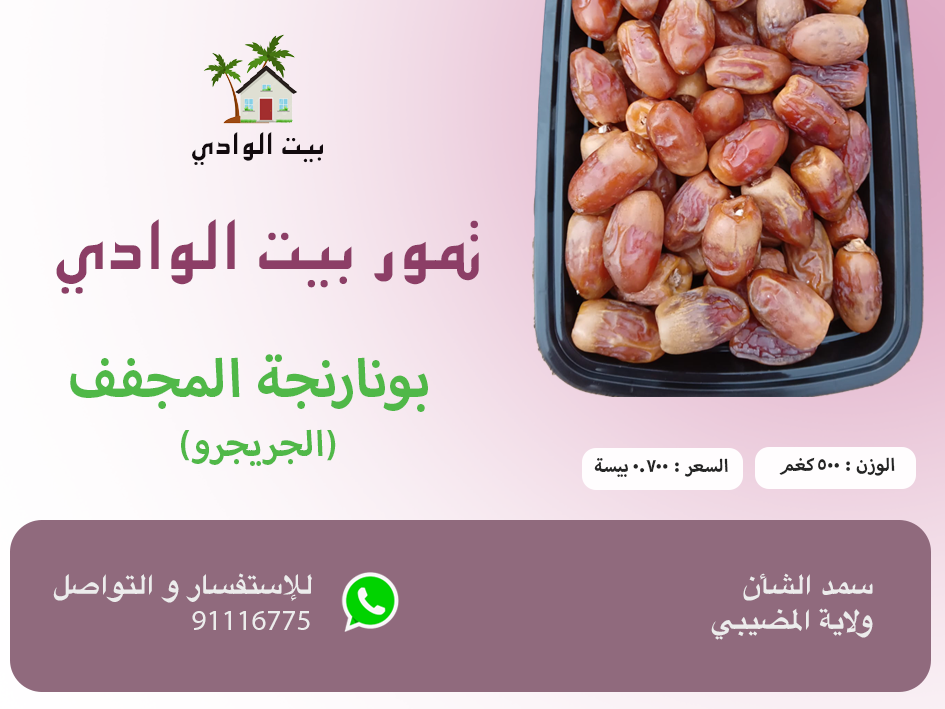 بيت الوادي
تمور بيت الوادي
بونارنجة المجفف
(الجريجرو)
الوزن : ٥٠٠ كغم
السعر : ٠.٧٠٠ بيسة
سمد الشأن
ولاية المضيبي
للإستفسار و التواصل
91116775